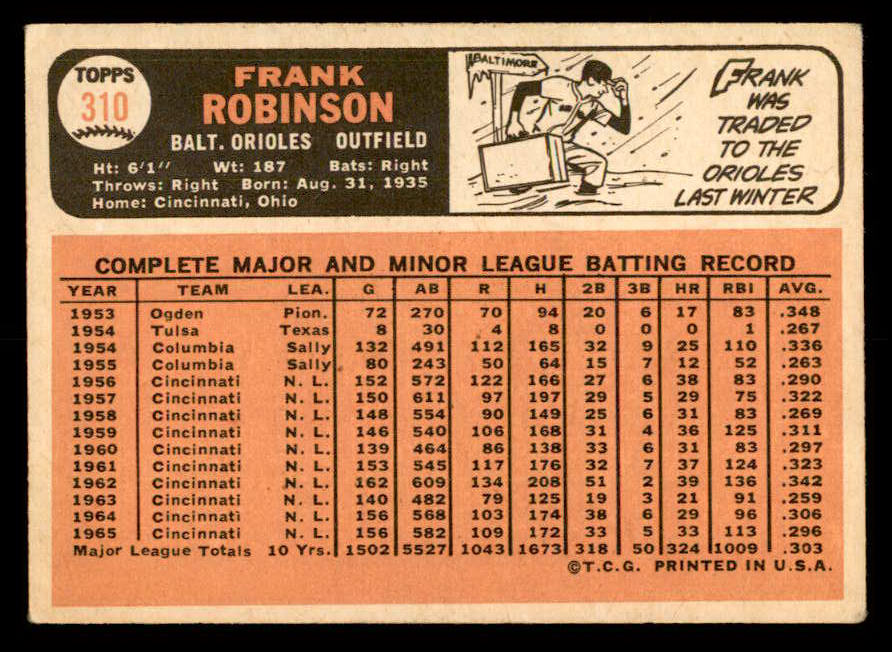 TOPPS
310
FRANK
ROBINSON
BALT. ORIOLES OUTFIELD
Ht: 6'1" Wt: 187 Bats: Right
Throws: Right Born: Aug. 31, 1935
Home: Cincinnati, Ohio
BALTIMORE
FRANK
WAS
TRADED
TO THE
ORIOLES
LAST WINTER
COMPLETE MAJOR AND MINOR LEAGUE BATTING RECORD
YEAR TEAM LEA. G AB R H 2B 3B HR RBI AVG.
1953 Ogden Pion. 72 270 70 94 20 6 17 83 .348
1954 Tulsa Texas 8 30 4 8 0 0 0 1 .267
1954 Columbia Sally 132 491 112 165 32 9 25 110 .336
1955 Columbia Sally 80 243 50 64 15 7 12 52 .263
1956 Cincinnati N. L. 152 572 122 166 27 6 38 83 .290
1957 Cincinnati N. L. 150 611 97 197 29 5 29 75 .322
1958 Cincinnati N. L. 148 554 90 149 25 6 31 83 .269
1959 Cincinnati N. L. 146 540 106 168 31 4 36 125 .311
1960 Cincinnati N. L. 139 464 86 138 33 6 31 83 .297
1961 Cincinnati N. L. 153 545 117 176 32 7 37 124 .323
1962 Cincinnati N. L. 162 609 134 208 51 2 39 136 .342
1963 Cincinnati N. L. 140 482 79 125 19 3 21 91 .259
1964 Cincinnati N. L. 156 568 103 174 38 6 29 96 .306
1965 Cincinnati N. L. 156 582 109 172 33 5 33 113 .296
Major League Totals 10 Yrs. 1502 5527 1043 1673 318 50 324 1009 .303
©T.C.G. PRINTED IN U.S.A.